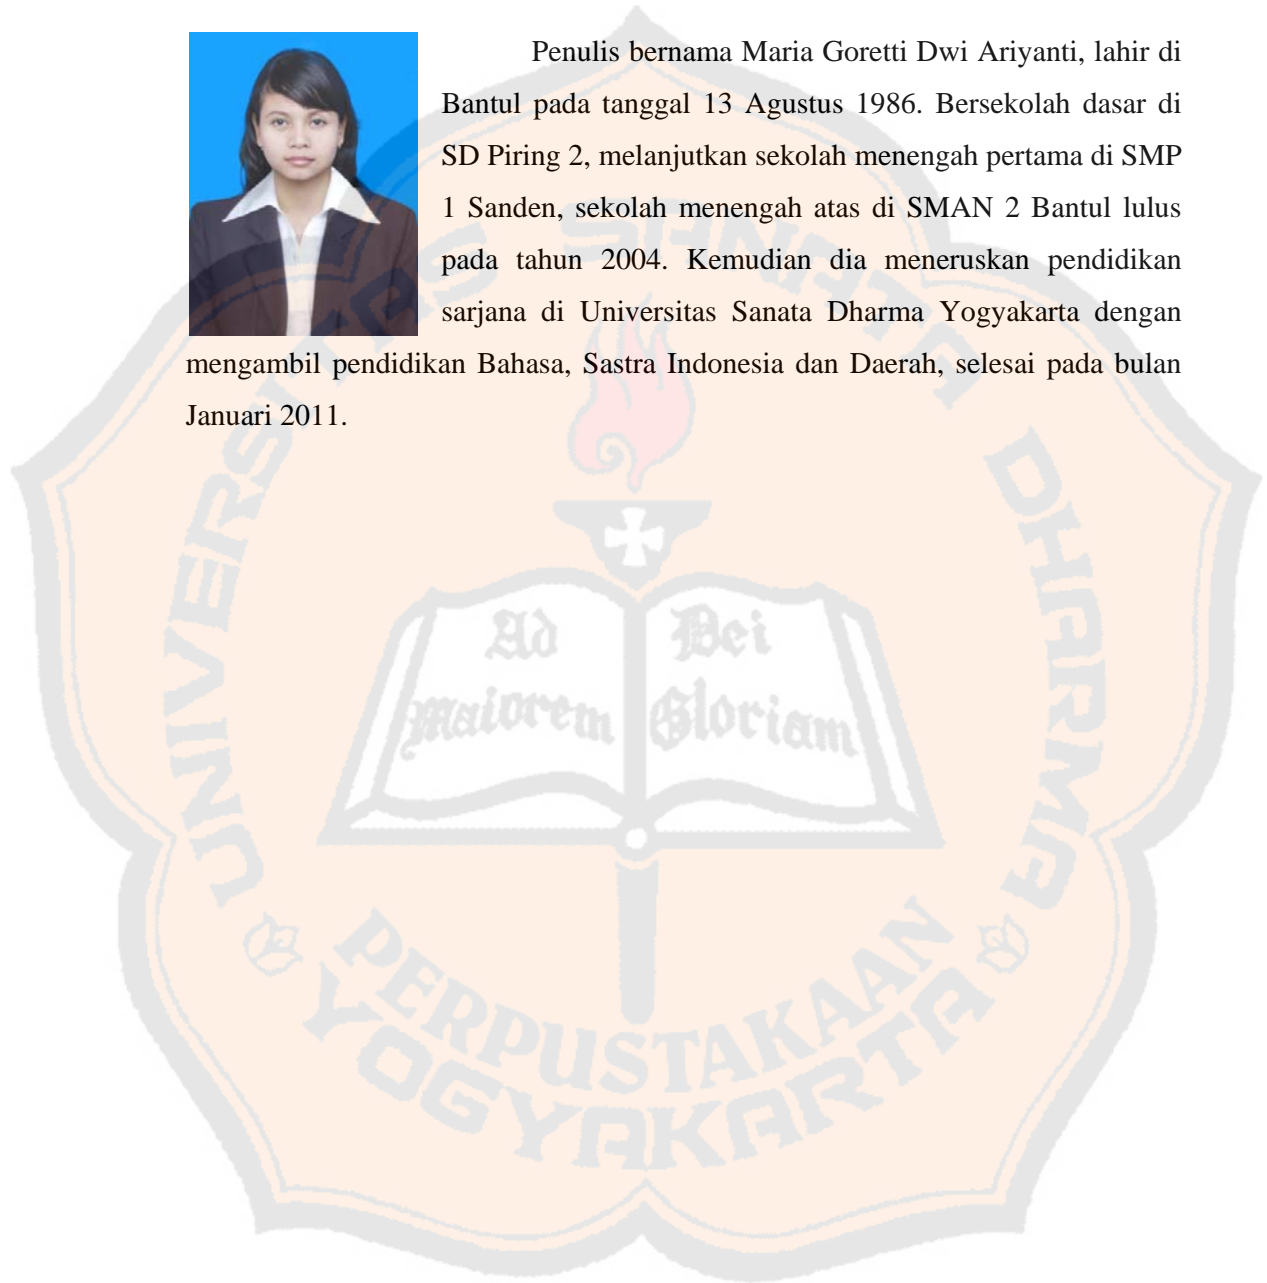 Penulis bernama Maria Goretti Dwi Ariyanti, lahir di
Bantul pada tanggal 13 Agustus 1986. Bersekolah dasar di
SD Piring 2, melanjutkan sekolah menengah pertama di SMP
1 Sanden, sekolah menengah atas di SMAN 2 Bantul lulus
pada tahun 2004. Kemudian dia meneruskan pendidikan
sarjana di Universitas Sanata Dharma Yogyakarta dengan
mengambil pendidikan Bahasa, Sastra Indonesia dan Daerah, selesai pada bulan
Januari 2011.
UNIVERSITAS SANATA DHARMA
Ad
maiorem
Dei
Gloriam
PERPUSTAKAAN
YOGYAKARTA